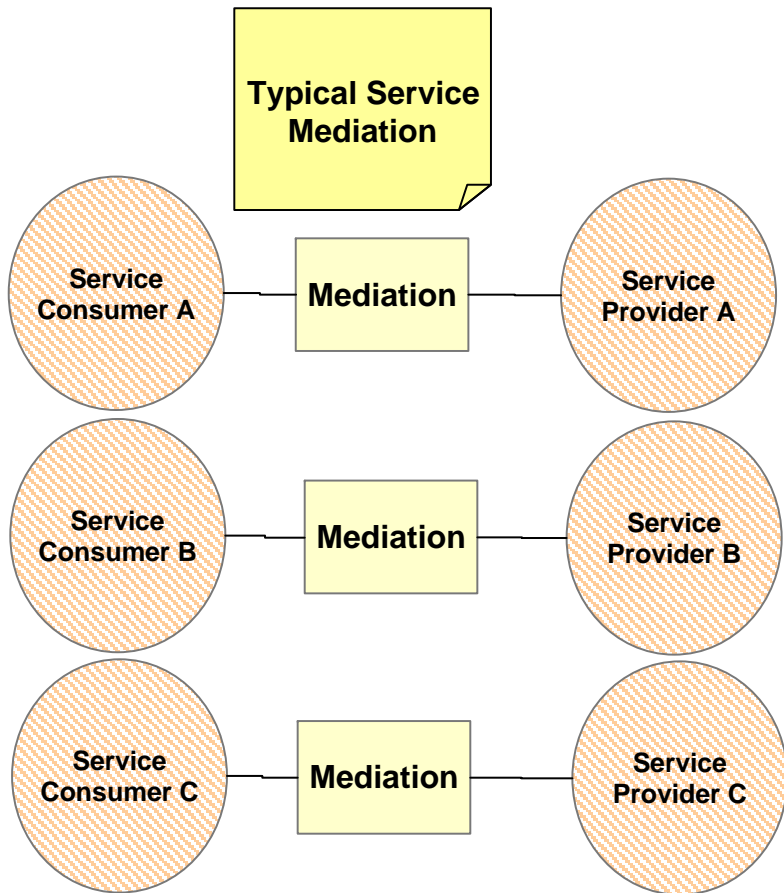 Typical Service
Mediation
Service
Consumer A
Mediation
Service
Provider A
Service
Consumer B
Mediation
Service
Provider B
Service
Consumer C
Mediation
Service
Provider C